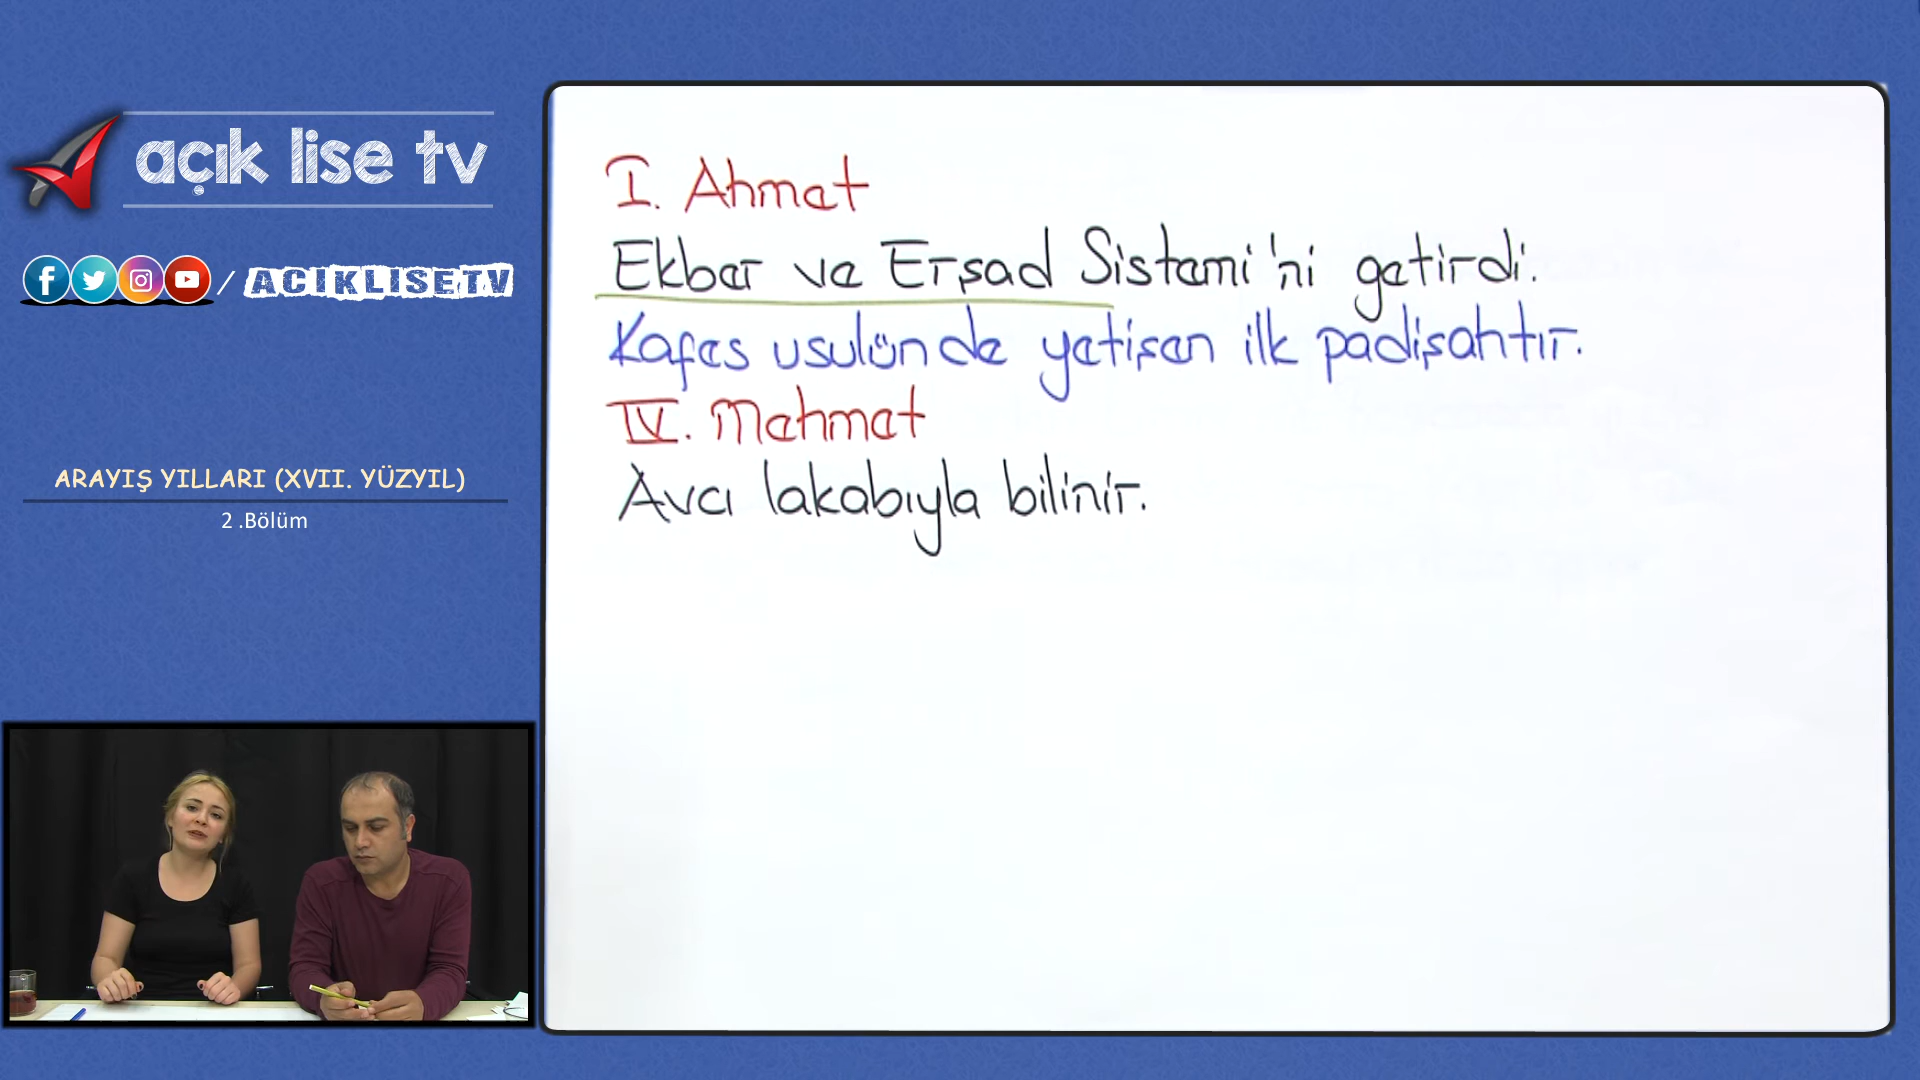 açık lise tv
/ ACIKLISETV
ARAYIŞ YILLARI (XVII. YÜZYIL)
2 .Bölüm
I. Ahmet
Ekber ve Erşad Sistemi'ni getirdi.
Kafes usulünde yetişen ilk padişahtır.
IV. Mehmet
Avcı lakabıyla bilinir.